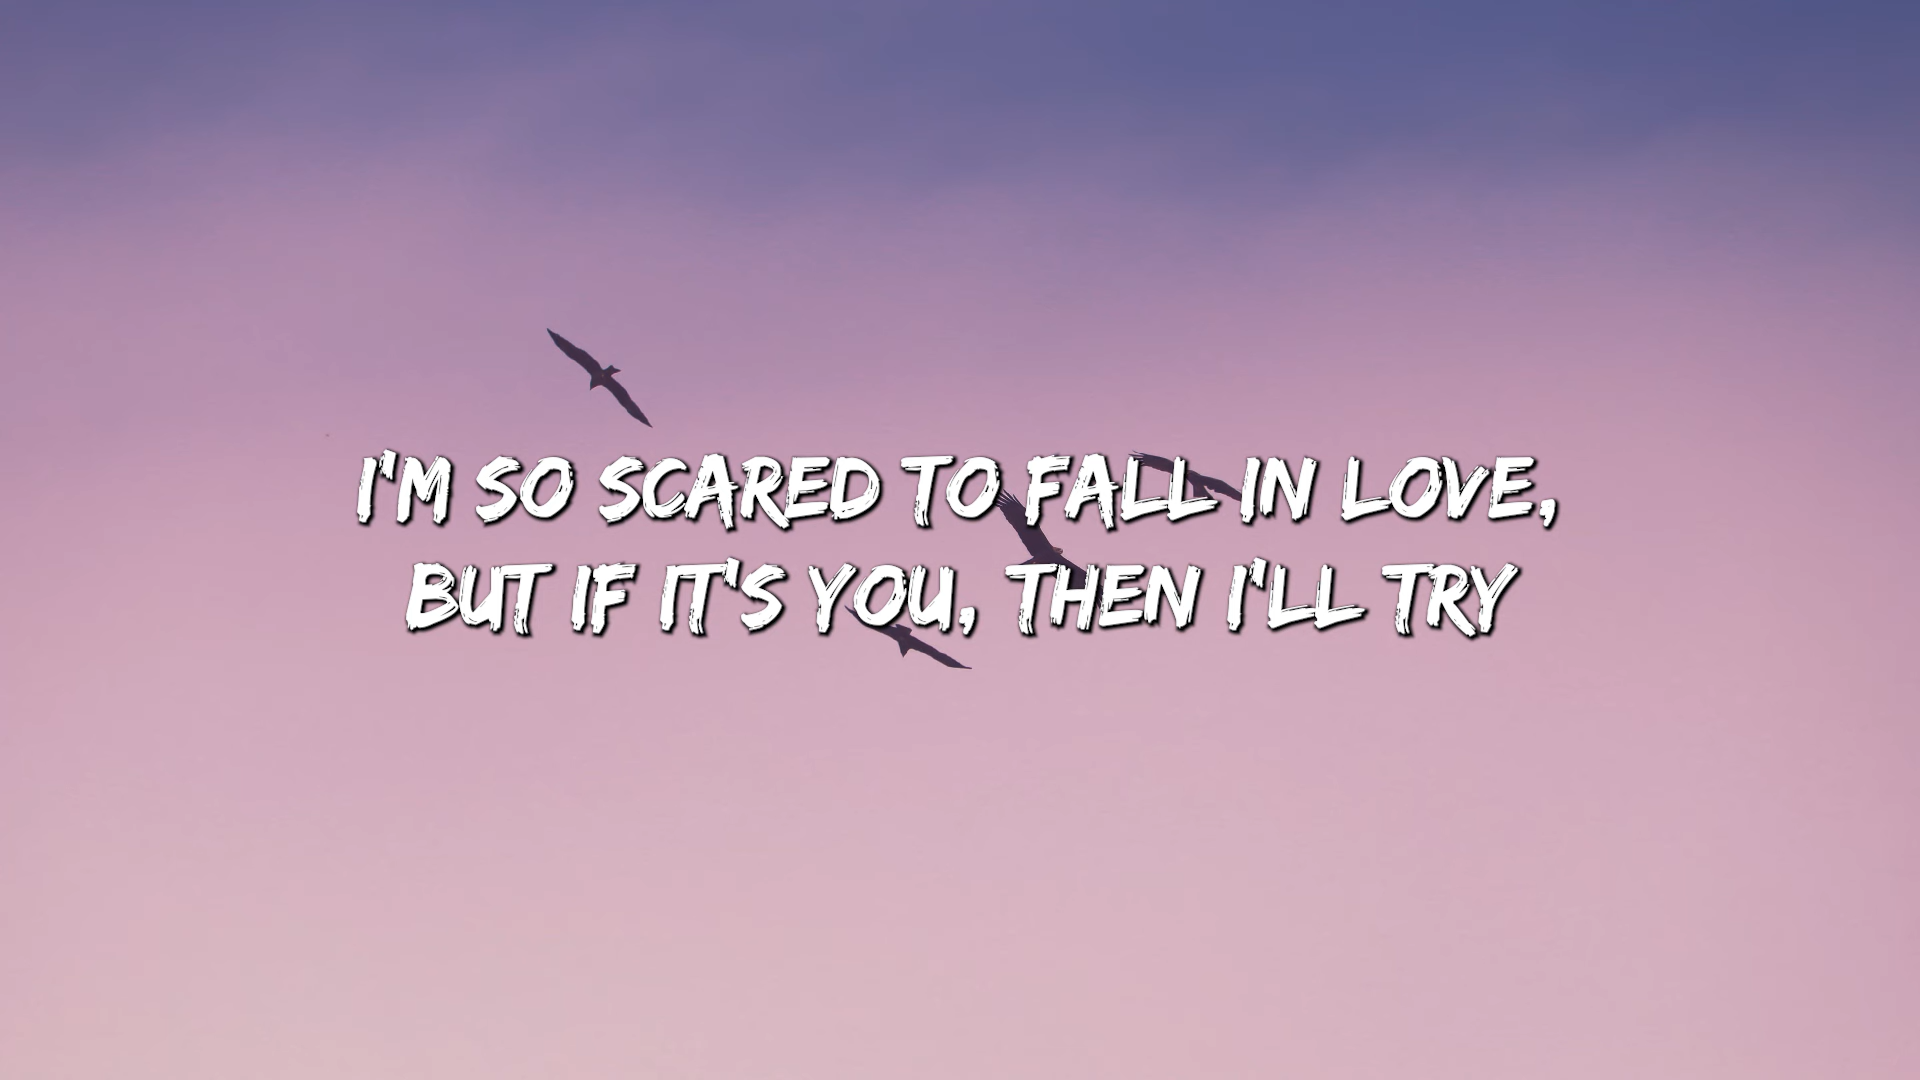 I'M SO SCARED TO FALL IN LOVE,
BUT IF IT'S YOU, THEN I'LL TRY